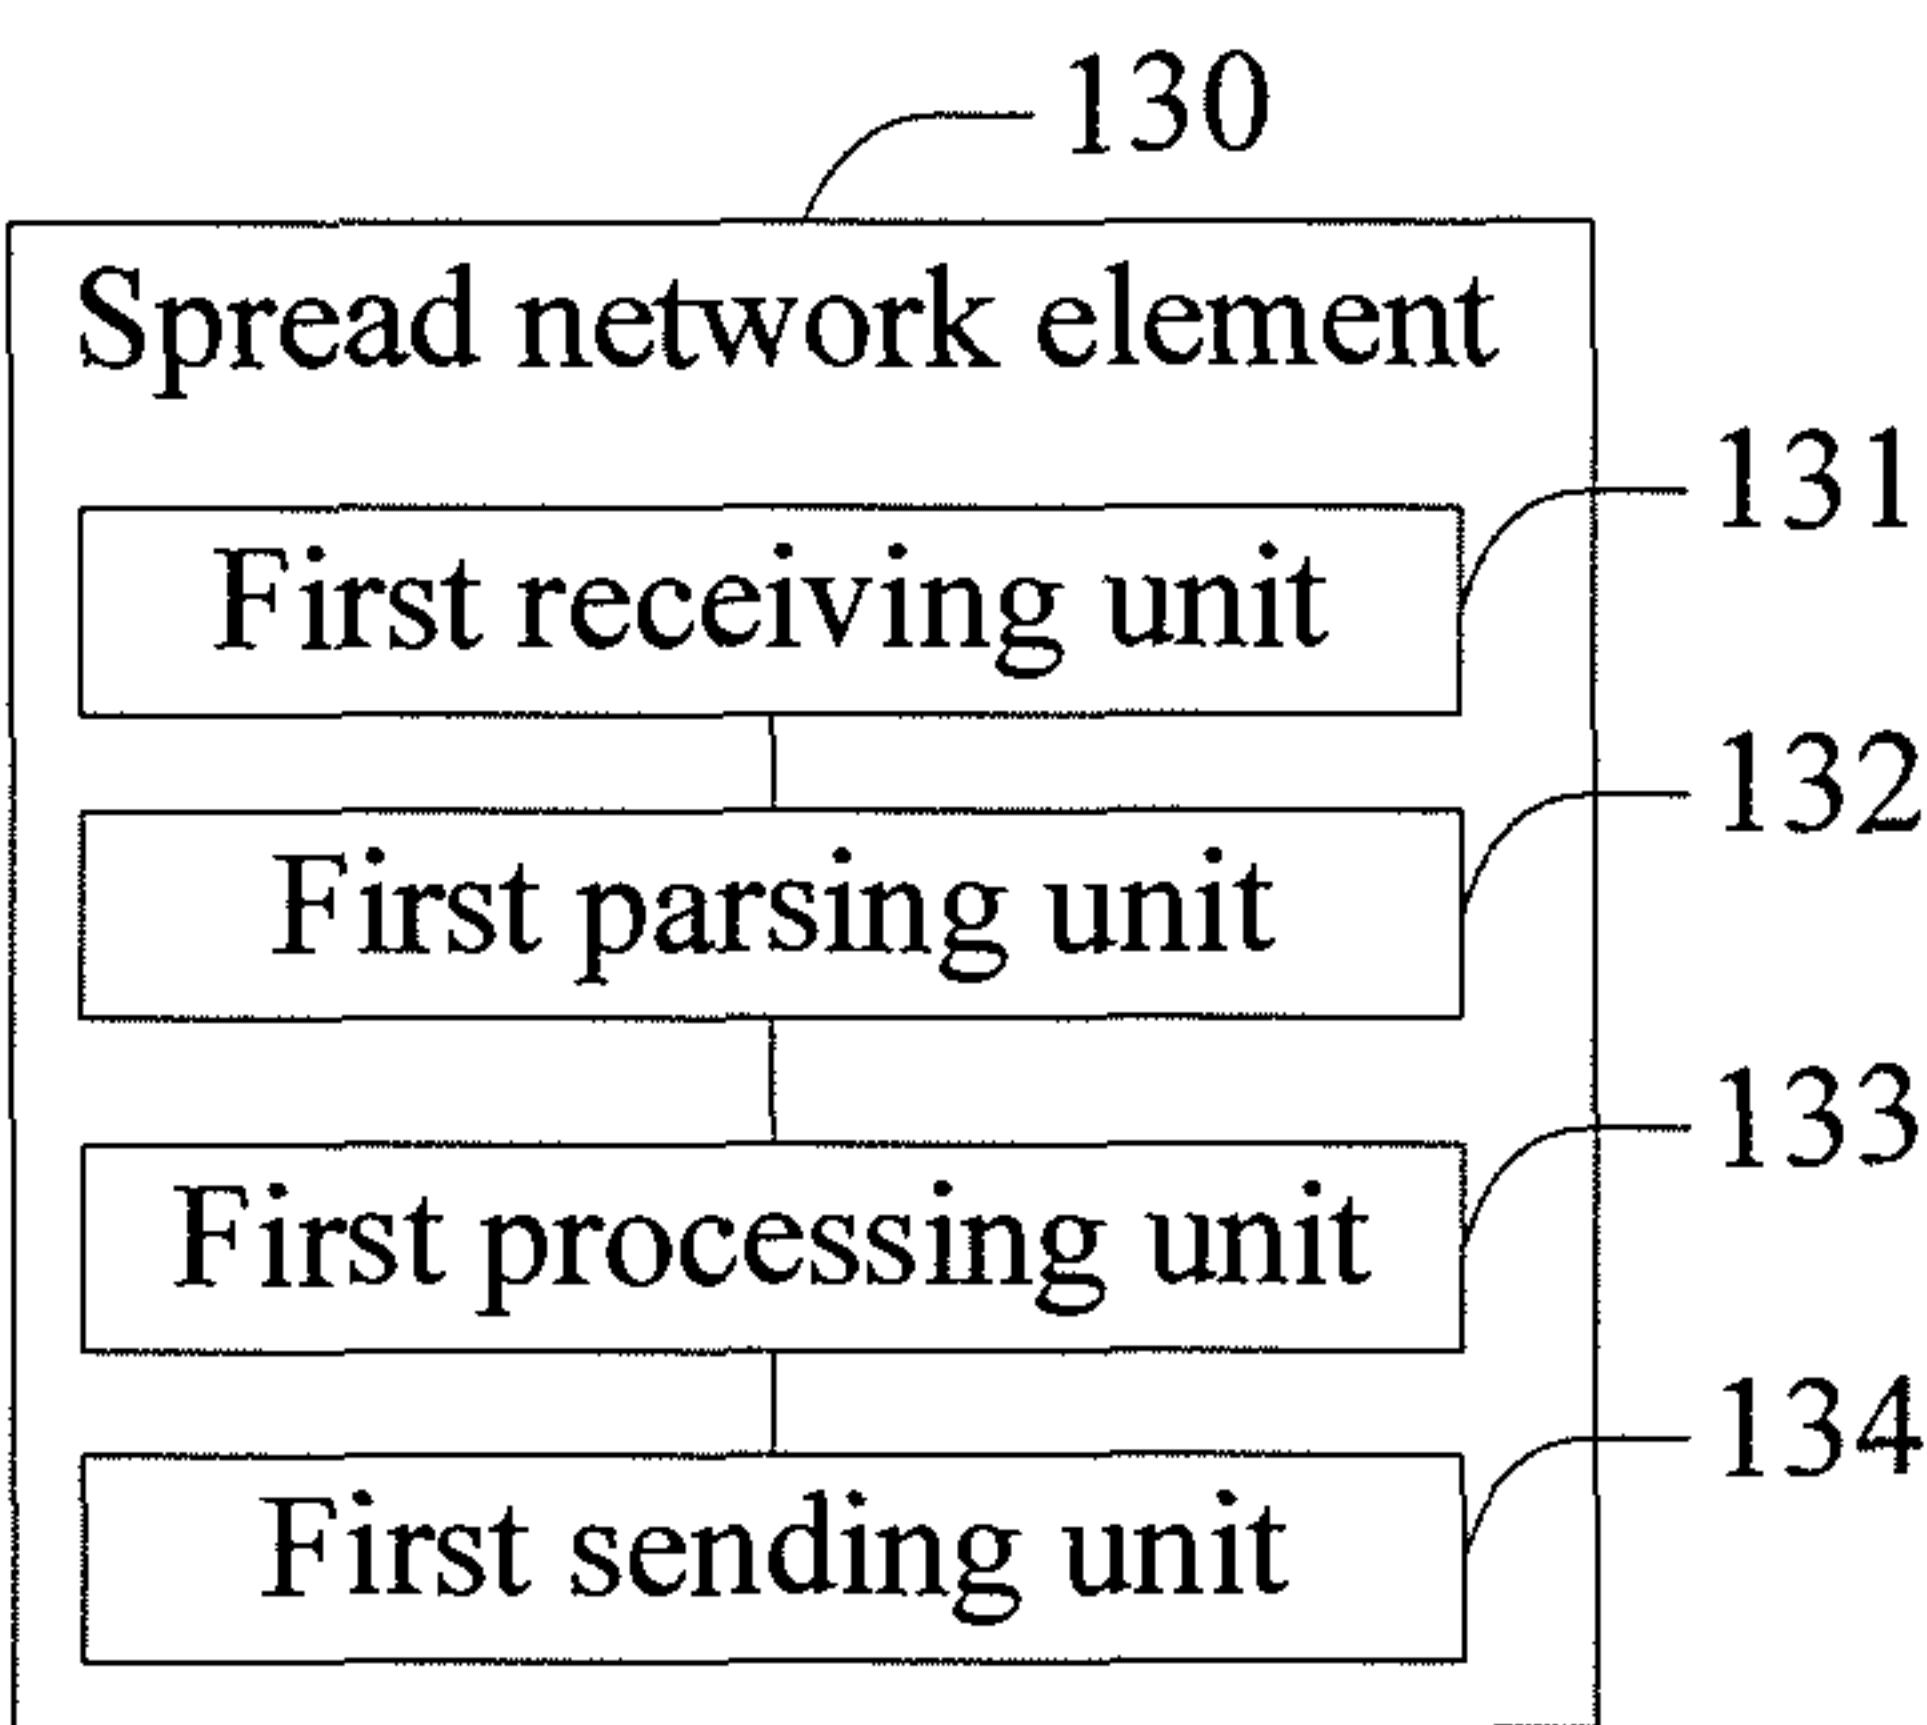 130
Spread network element
131
First receiving unit
132
First parsing unit
133
First processing unit
134
First sending unit